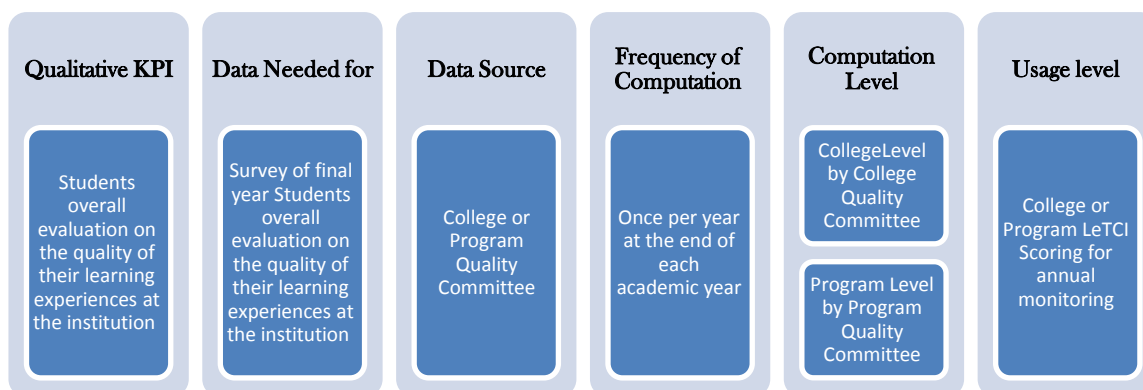 Qualitative KPI
Students
overall
evaluation on
the quality of
their learning
experiences at
the institution
Data Needed for
Survey of final
year Students
overall
evaluation on
the quality of
their learning
experiences at
the institution
Data Source
College or
Program
Quality
Committee
Frequency of
Computation
Once per year
at the end of
each
academic year
Computation
Level
CollegeLevel
by College
Quality
Committee
Program Level
by Program
Quality
Committee
Usage level
College or
Program LeTCI
Scoring for
annual
monitoring